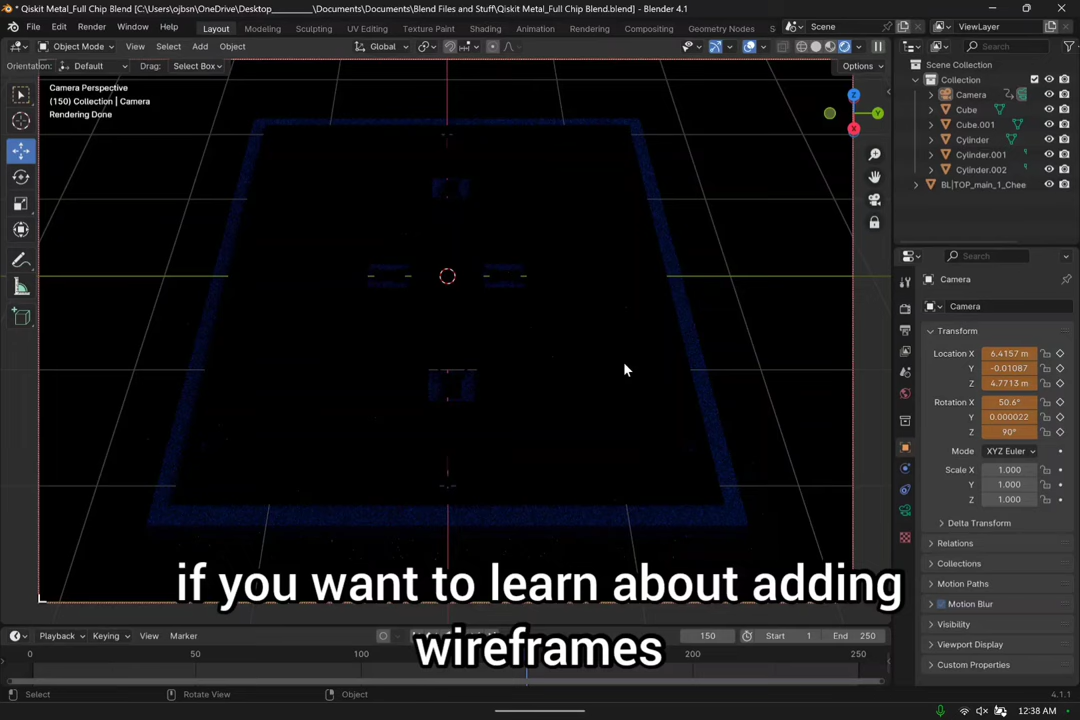 * Qiskit Metal_Full Chip Blend [C:\Users\ojbsn\OneDrive\Desktop_________\Documents\Documents\Blend Files and Stuff\Qiskit Metal_Full Chip Blend.blend] - Blender 4.1
File Edit Render Window Help Layout Modeling Sculpting UV Editing Texture Paint Shading Animation Rendering Compositing Geometry Nodes Scene ViewLayer
Object Mode View Select Add Object Global Search
Orientation: Default Drag: Select Box Options
Camera Perspective
(150) Collection | Camera
Rendering Done
Z
Y
X
Scene Collection
Collection
Camera
Cube
Cube.001
Cylinder
Cylinder.001
Cylinder.002
BL|TOP_main_1_Chee
Search
Camera
Camera
Transform
Location X 6.4157 m
Y -0.01087
Z 4.7713 m
Rotation X 50.6°
Y 0.000022
Z 90°
Mode XYZ Euler
Scale X 1.000
Y 1.000
Z 1.000
Delta Transform
Relations
Collections
Motion Paths
Motion Blur
Visibility
Viewport Display
Custom Properties
if you want to learn about adding
wireframes
Playback Keying View Marker 150 Start 1 End 250
0 50 150 200 250
Select Rotate View Object 4.1.1
12:38 AM